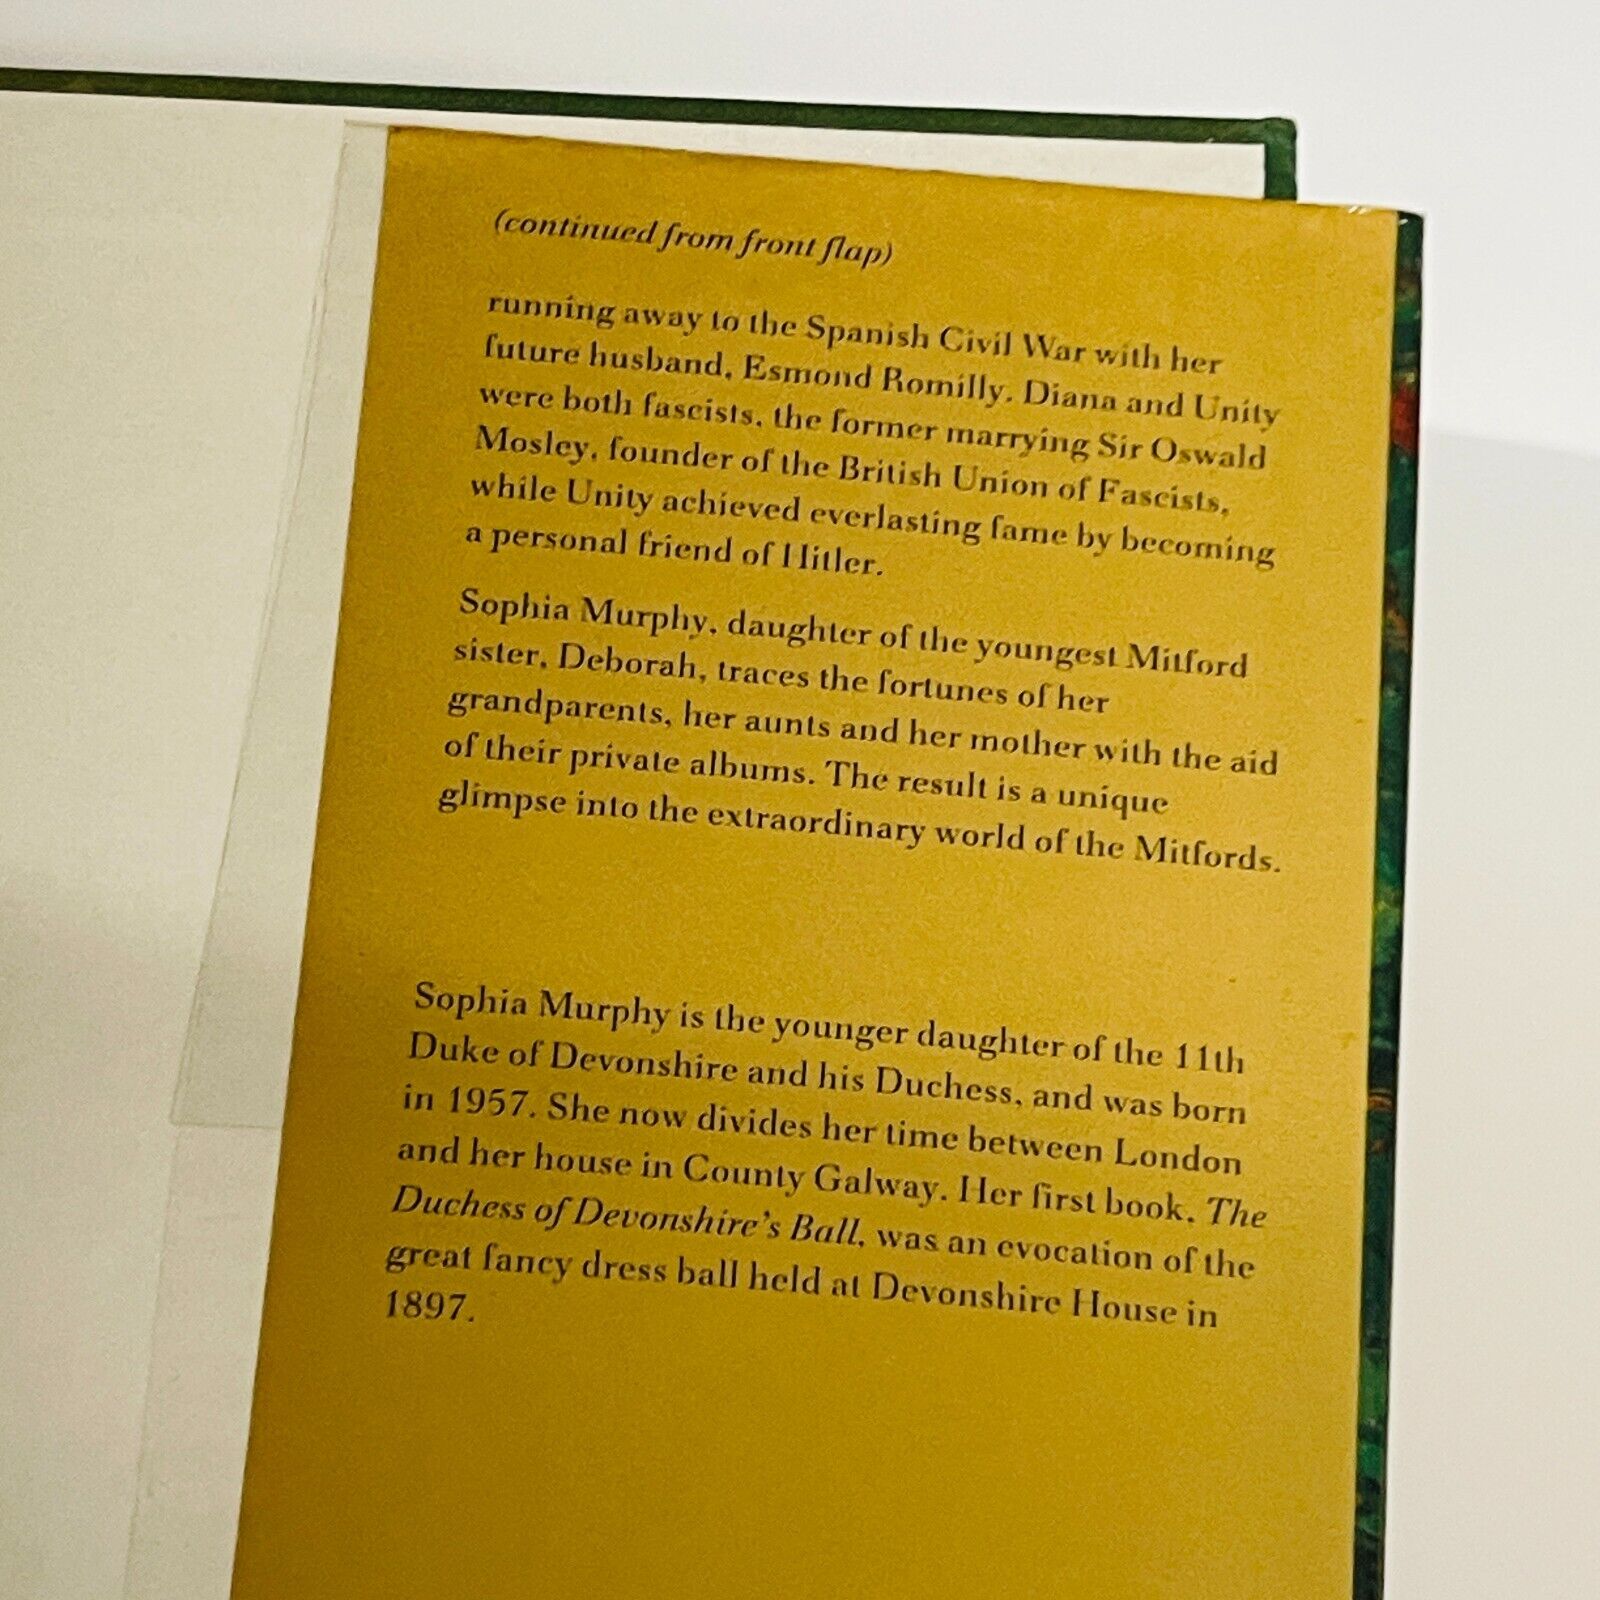 (continued from front flap)
running away to the Spanish Civil War with her
future husband, Esmond Romilly. Diana and Unity
were both fascists, the former marrying Sir Oswald
Mosley, founder of the British Union of Fascists,
while Unity achieved everlasting fame by becoming
a personal friend of Hitler.
Sophia Murphy, daughter of the youngest Mitford
sister, Deborah, traces the fortunes of her
grandparents, her aunts and her mother with the aid
of their private albums. The result is a unique
glimpse into the extraordinary world of the Mitfords.
Sophia Murphy is the younger daughter of the 11th
Duke of Devonshire and his Duchess, and was born
in 1957. She now divides her time between London
and her house in County Galway. Her first book, The
Duchess of Devonshire's Ball, was an evocation of the
great fancy dress ball held at Devonshire House in
1897.